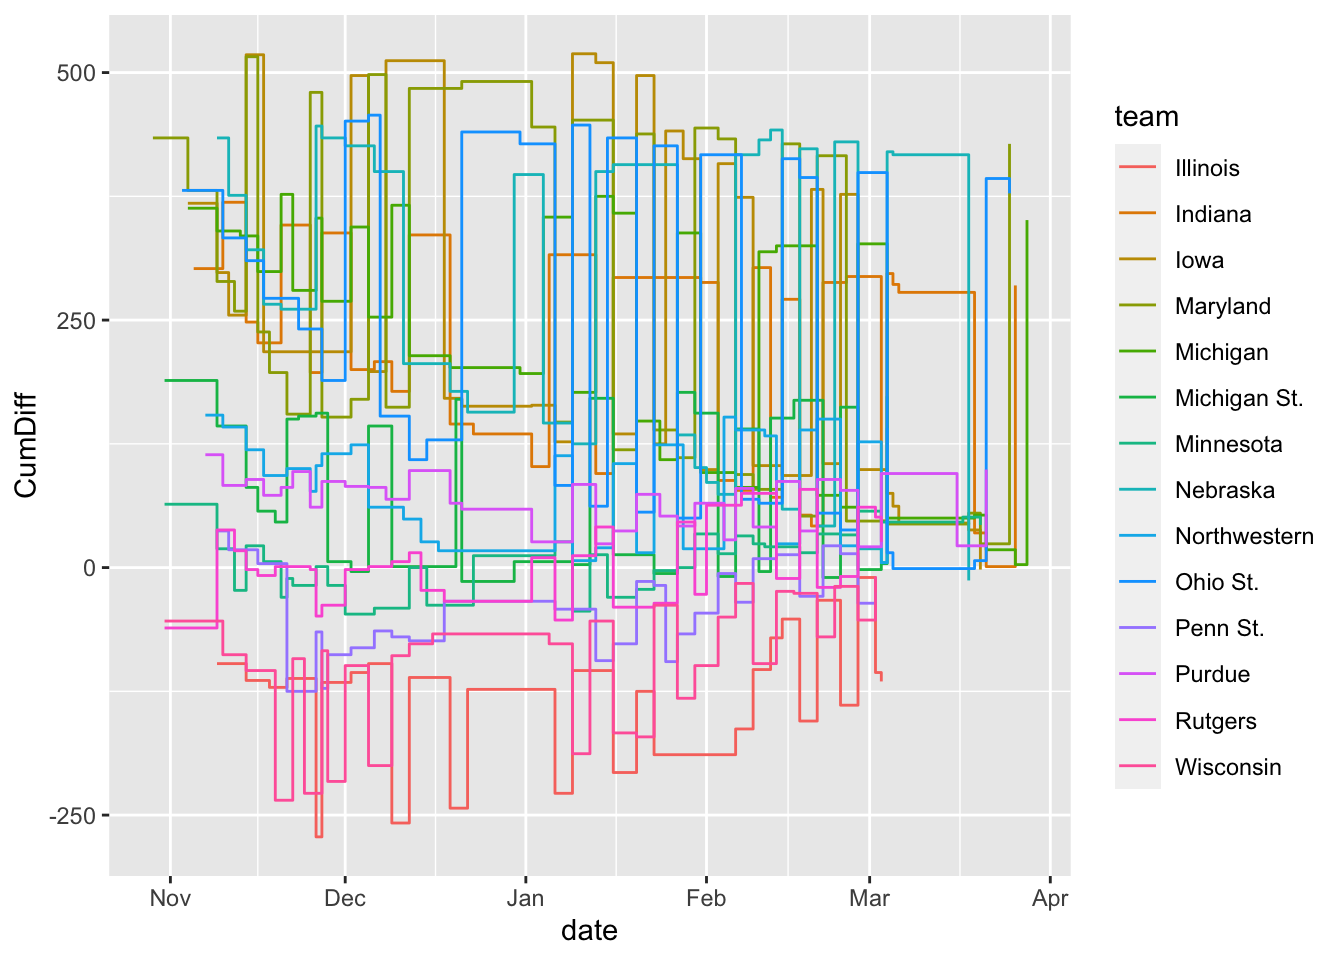 500
250
0
-250
CumDiff
Nov
Dec
Jan
Feb
Mar
Apr
date
team
Illinois
Indiana
Iowa
Maryland
Michigan
Michigan St.
Minnesota
Nebraska
Northwestern
Ohio St.
Penn St.
Purdue
Rutgers
Wisconsin